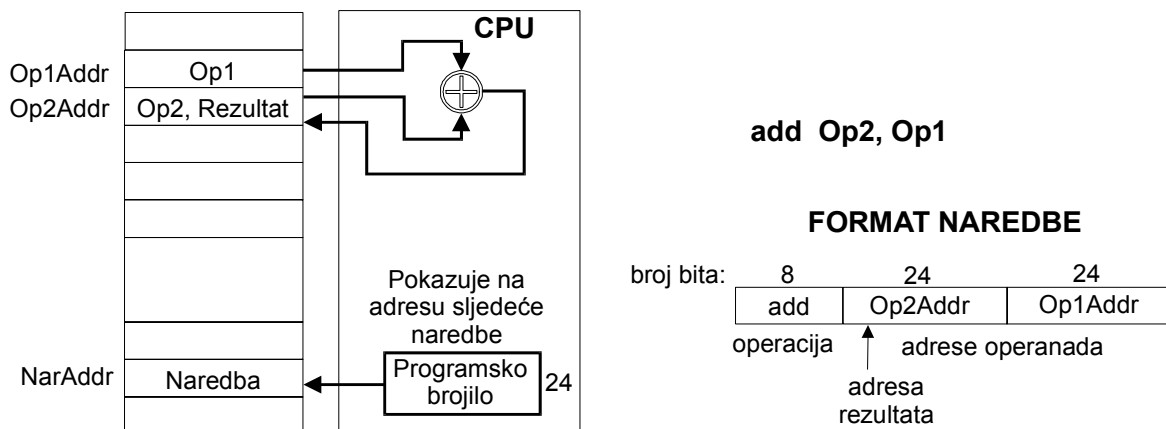 CPU
Op1Addr
Op1
Op2Addr
Op2, Rezultat
Pokazuje na
adresu sljedeće
naredbe
NarAddr
Naredba
Programsko
brojilo
24
add Op2, Op1
FORMAT NAREDBE
broj bita: 8 24 24
add Op2Addr Op1Addr
operacija adrese operanada
adresa
rezultata